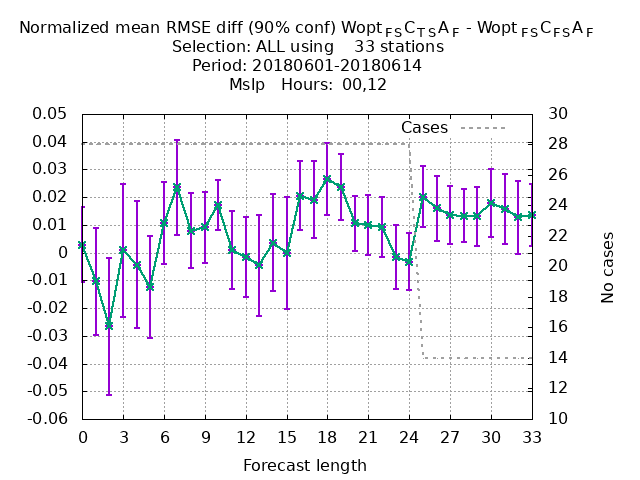 Normalized mean RMSE diff (90% conf) Wopt FS C T S A F - Wopt FS C F S A F
Selection: ALL using 33 stations
Period: 20180601-20180614
Mslp Hours: 00,12
Cases
0.05
0.04
0.03
0.02
0.01
0
-0.01
-0.02
-0.03
-0.04
-0.05
-0.06
30
28
26
24
22
20
18
16
14
12
10
No cases
0 3 6 9 12 15 18 21 24 27 30 33
Forecast length